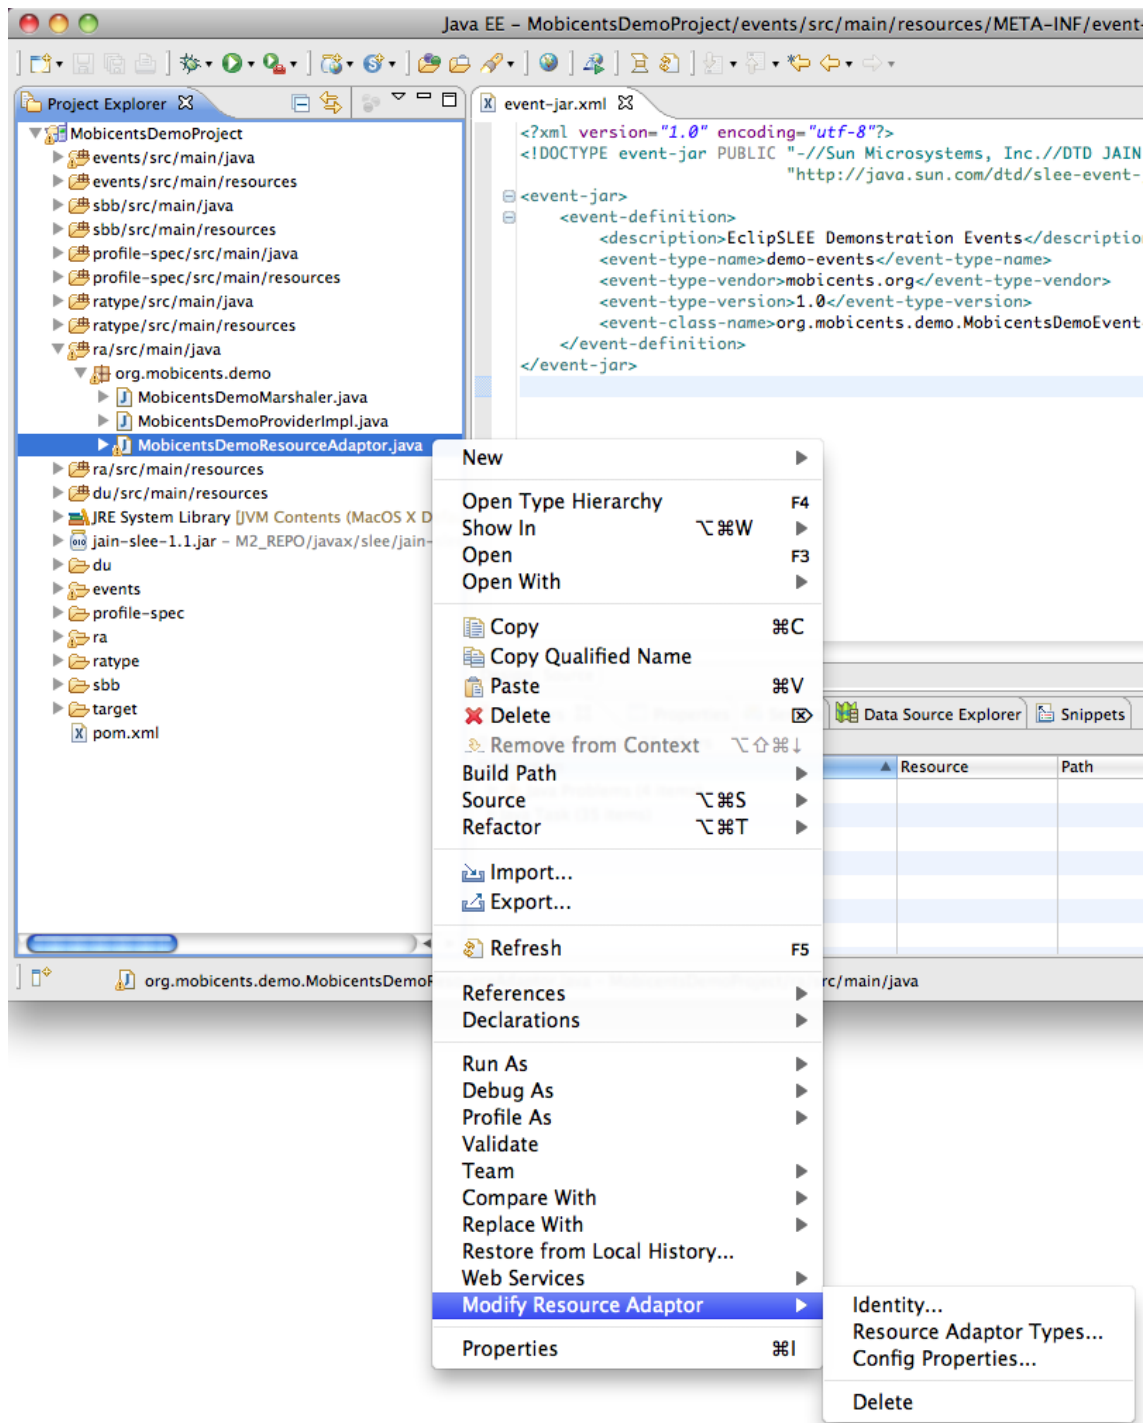 Java EE – MobicentsDemoProject/events/src/main/resources/META-INF/event-
Project Explorer
MobicentsDemoProject
events/src/main/java
events/src/main/resources
sbb/src/main/java
sbb/src/main/resources
profile-spec/src/main/java
profile-spec/src/main/resources
ratype/src/main/java
ratype/src/main/resources
ra/src/main/java
org.mobicents.demo
MobicentsDemoMarshaler.java
MobicentsDemoProviderImpl.java
MobicentsDemoResourceAdaptor.java
ra/src/main/resources
du/src/main/resources
JRE System Library [JVM Contents (MacOS X D
jain-slee-1.1.jar – M2_REPO/javax/slee/jain-
du
events
profile-spec
ra
ratype
sbb
target
pom.xml
event-jar.xml
<?xml version="1.0" encoding="utf-8"?>
<!DOCTYPE event-jar PUBLIC "-//Sun Microsystems, Inc.//DTD JAIN
"http://java.sun.com/dtd/slee-event-
<event-jar>
<event-definition>
<description>EclipSLEE Demonstration Events</description
<event-type-name>demo-events</event-type-name>
<event-type-vendor>mobicents.org</event-type-vendor>
<event-type-version>1.0</event-type-version>
<event-class-name>org.mobicents.demo.MobicentsDemoEvent
</event-definition>
</event-jar>
New
Open Type Hierarchy F4
Show In ⌥⌘W
Open F3
Open With
Copy ⌘C
Copy Qualified Name
Paste ⌘V
Delete ⌦
Remove from Context ⌥⇧⌘↓
Build Path
Source ⌥⌘S
Refactor ⌥⌘T
Import...
Export...
Refresh F5
References
Declarations
Run As
Debug As
Profile As
Validate
Team
Compare With
Replace With
Restore from Local History...
Web Services
Modify Resource Adaptor
Properties ⌘I
Identity...
Resource Adaptor Types...
Config Properties...
Delete
Data Source Explorer Snippets
Resource Path
org.mobicents.demo.MobicentsDemoR
rc/main/java